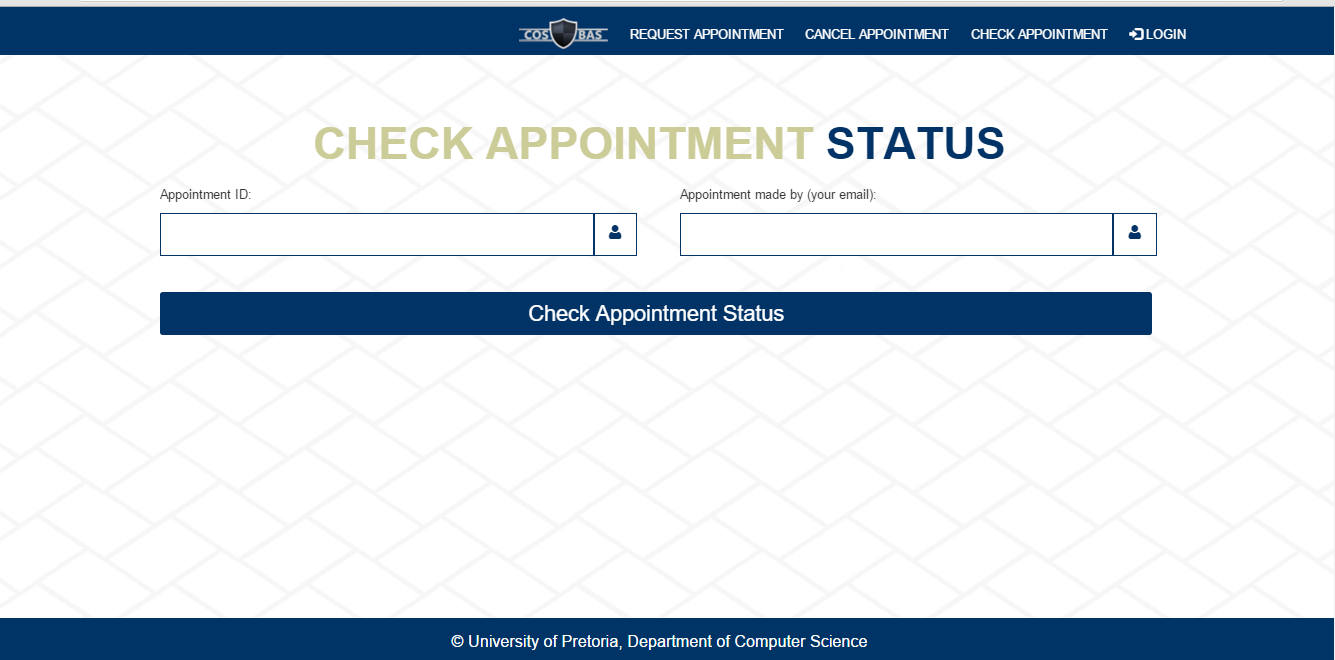 COS BAS REQUEST APPOINTMENT CANCEL APPOINTMENT CHECK APPOINTMENT LOGIN
CHECK APPOINTMENT STATUS
Appointment ID: Appointment made by (your email):
Check Appointment Status
© University of Pretoria, Department of Computer Science